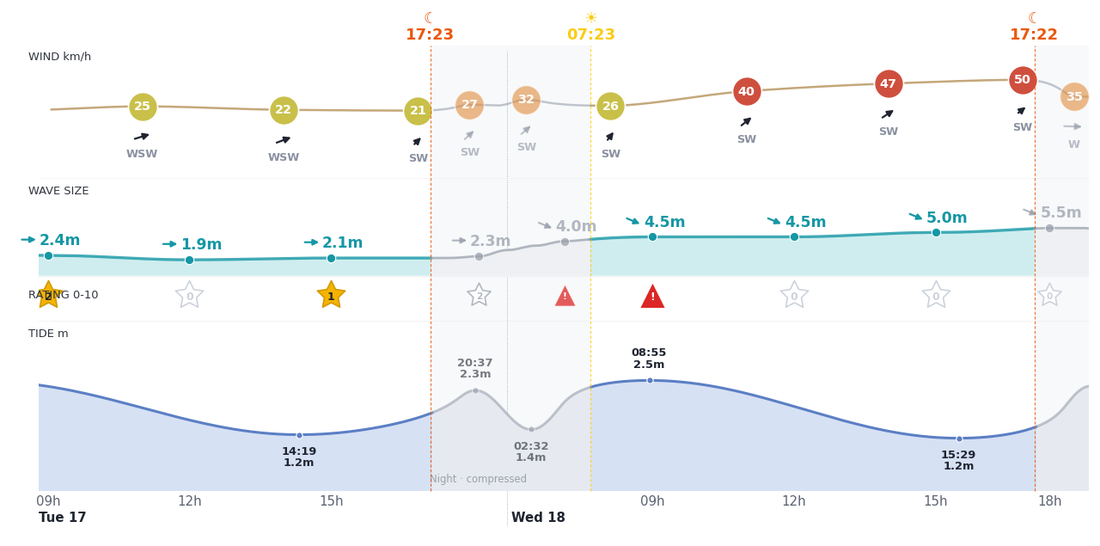 17:23
07:23
17:22
WIND km/h
25
22
21
27
32
26
40
47
50
35
WSW
WSW
SW
SW
SW
SW
SW
SW
SW
W
WAVE SIZE
2.4m
1.9m
2.1m
2.3m
4.0m
4.5m
4.5m
5.0m
5.5m
RATING 0-10
2
0
1
2
!
!
0
0
0
TIDE m
20:37
2.3m
08:55
2.5m
14:19
1.2m
02:32
1.4m
15:29
1.2m
Night · compressed
09h
12h
15h
09h
12h
15h
18h
Tue 17
Wed 18